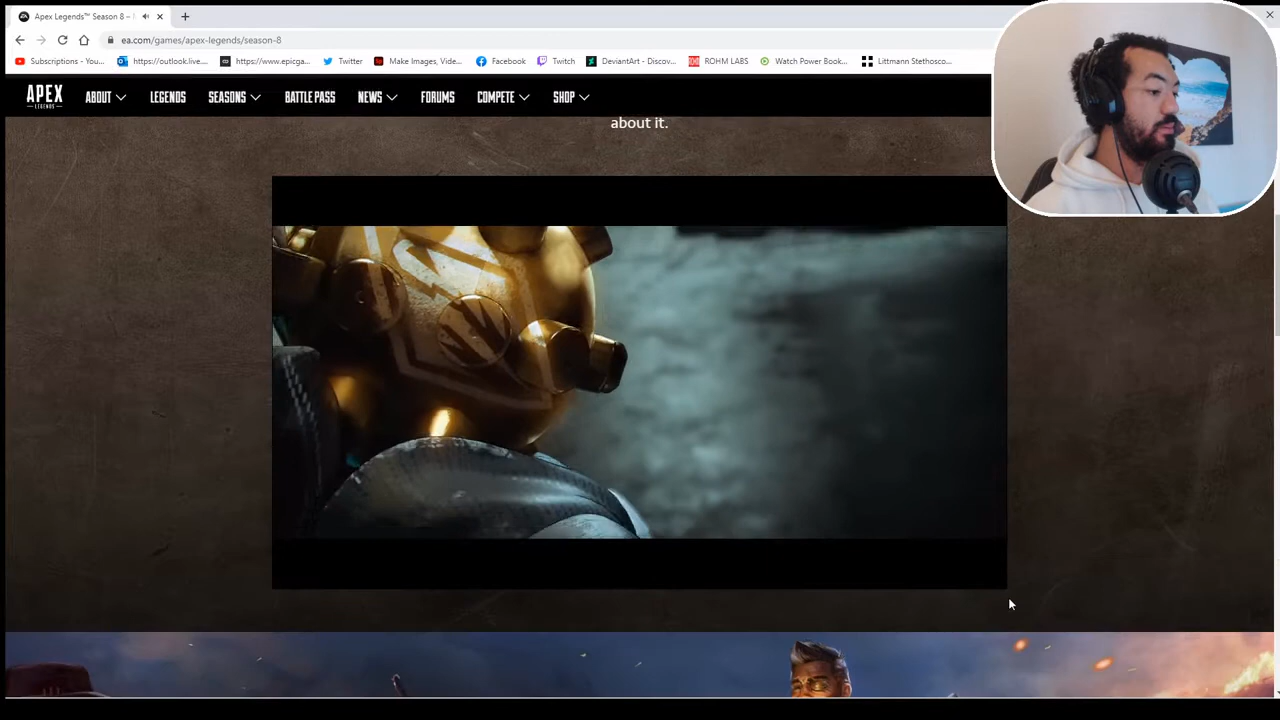 Apex Legends™ Season 8 –
ea.com/games/apex-legends/season-8
Subscriptions - You... https://outlook.live.... https://www.epicga... Twitter Make Images, Vide... Facebook Twitch DeviantArt - Discov... ROHM LABS Watch Power Book... Littmann Stethosco...
APEX LEGENDS ABOUT LEGENDS SEASONS BATTLE PASS NEWS FORUMS COMPETE SHOP
about it.